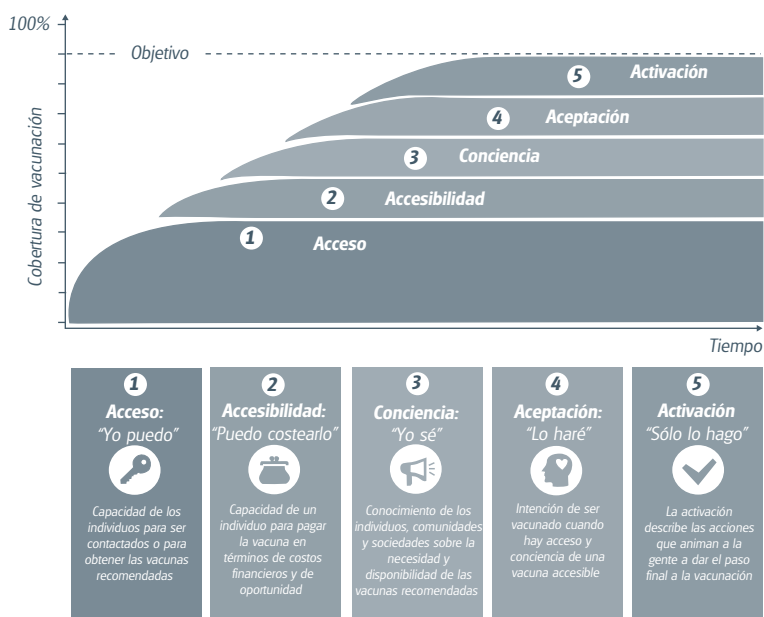 100%
Objetivo
5 Activación
4 Aceptación
3 Conciencia
2 Accesibilidad
1 Acceso
Cobertura de vacunación
Tiempo
1
Acceso:
“Yo puedo”
Capacidad de los
individuos para ser
contactados o para
obtener las vacunas
recomendadas
2
Accesibilidad:
“Puedo costearlo”
Capacidad de un
individuo para pagar
la vacuna en
términos de costos
financieros y de
oportunidad
3
Conciencia:
“Yo sé”
Conocimiento de los
individuos, comunidades
y sociedades sobre la
necesidad y
disponibilidad de las
vacunas recomendadas
4
Aceptación:
“Lo haré”
Intención de ser
vacunado cuando
hay acceso y
conciencia de una
vacuna accesible
5
Activación
“Sólo lo hago”
La activación
describe las acciones
que animan a la
gente a dar el paso
final a la vacunación